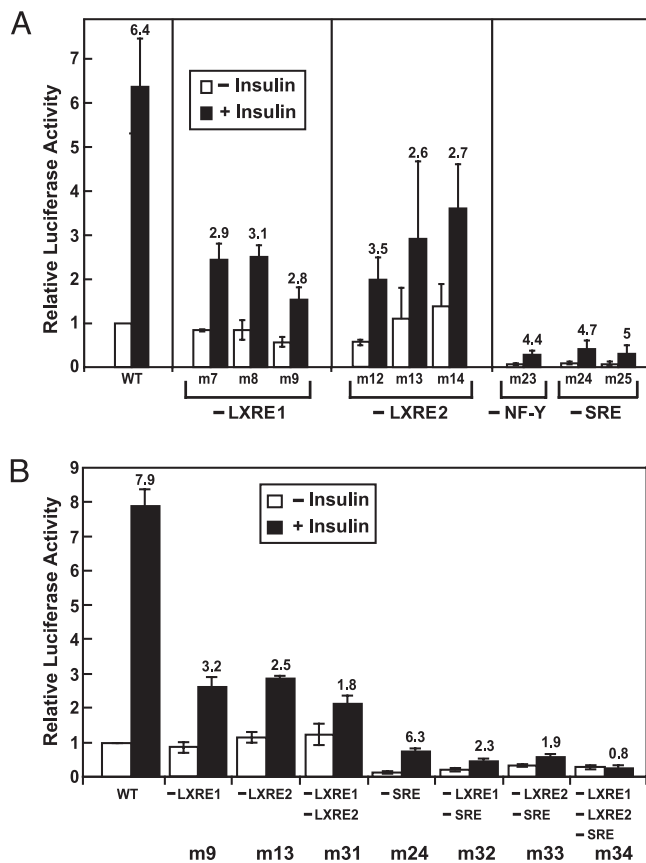 A
Relative Luciferase Activity
7
6
5
4
3
2
1
0
– Insulin
+ Insulin
6.4
2.9
3.1
2.8
3.5
2.6
2.7
4.4
4.7
5
WT
m7
m8
m9
m12
m13
m14
m23
m24
m25
–LXRE1
–LXRE2
–NF-Y
–SRE
B
Relative Luciferase Activity
9
8
7
6
5
4
3
2
1
0
– Insulin
+ Insulin
7.9
3.2
2.5
1.8
6.3
2.3
1.9
0.8
WT
–LXRE1
–LXRE2
–LXRE1
–LXRE2
–SRE
–LXRE1
–SRE
–LXRE2
–SRE
–LXRE1
–LXRE2
–SRE
m9
m13
m31
m24
m32
m33
m34